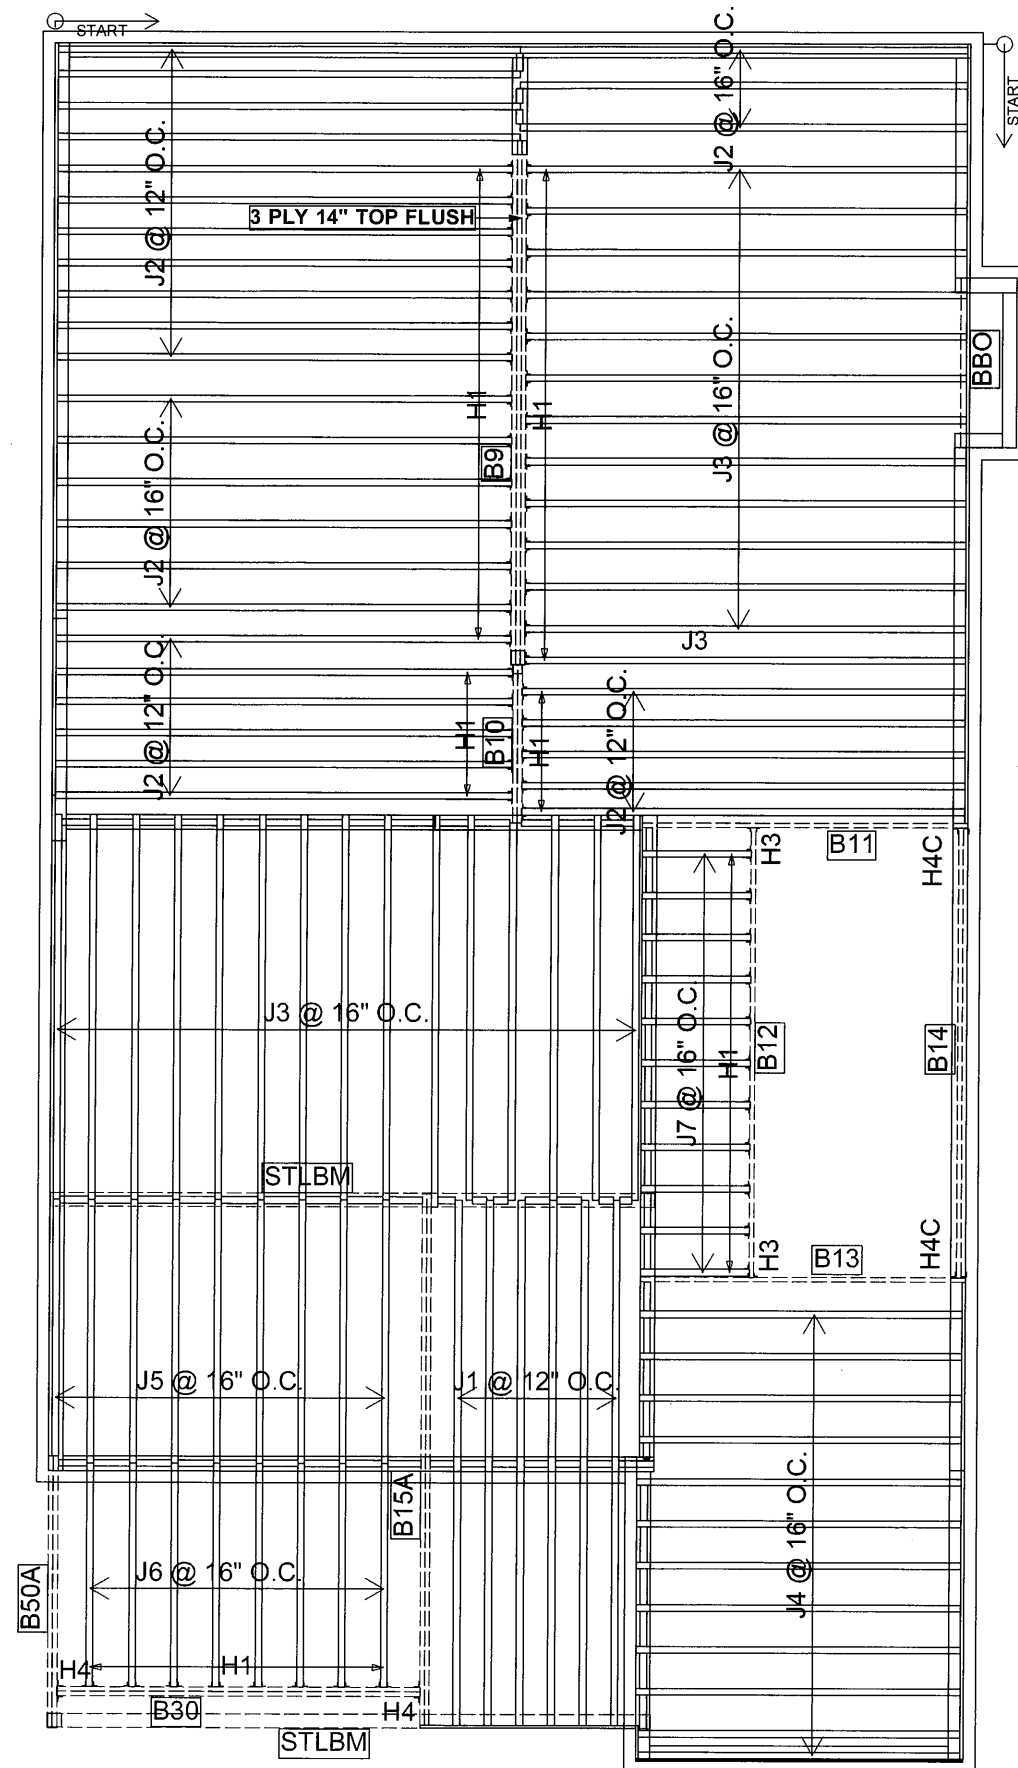 START
START
J2 @ 16" O.C.
J2 @ 12" O.C.
3 PLY 14" TOP FLUSH
J3 @ 16" O.C.
BBO
H1
H1
B9
J2 @ 16" O.C.
J3
J2 @ 12" O.C.
H1
B10
H1
J2 @ 12" O.C.
H3
B11
H4C
J3 @ 16" O.C.
J7 @ 16" O.C.
H1
B12
B14
STLBM
H3
B13
H4C
J5 @ 16" O.C.
J1 @ 12" O.C.
B15A
J4 @ 16" O.C.
B50A
J6 @ 16" O.C.
H4
H1
B30
H4
STLBM